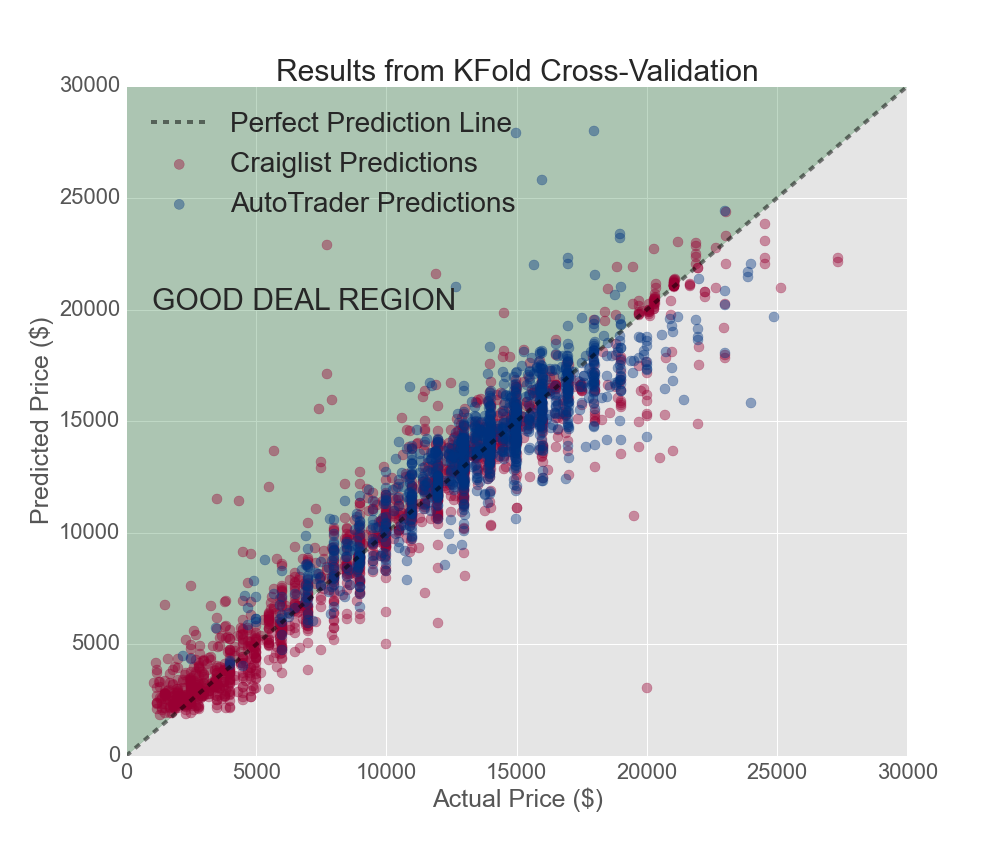 Results from KFold Cross-Validation
30000
25000
20000
15000
10000
5000
0
Predicted Price ($)
Perfect Prediction Line
Craiglist Predictions
AutoTrader Predictions
GOOD DEAL REGION
0 5000 10000 15000 20000 25000 30000
Actual Price ($)